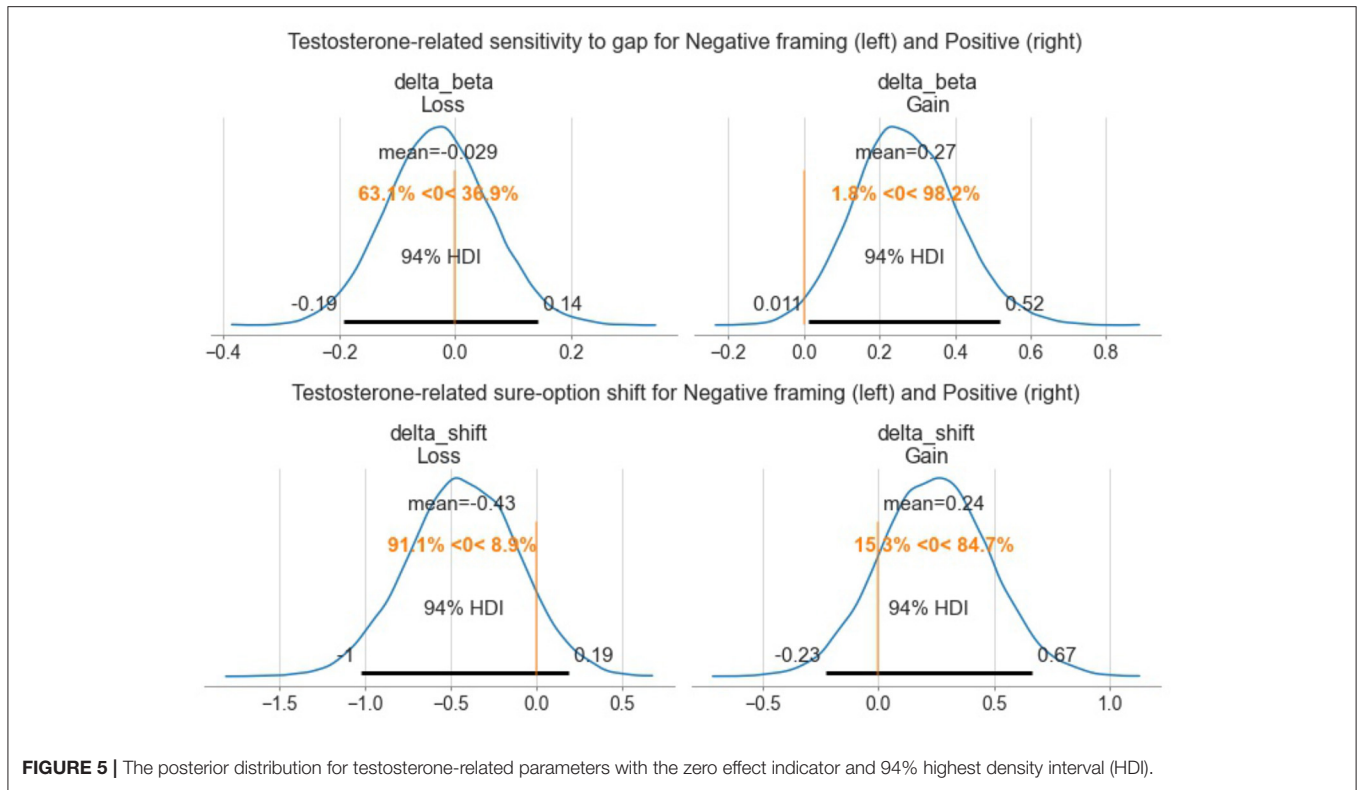 Testosterone-related sensitivity to gap for Negative framing (left) and Positive (right)
delta_beta
Loss
mean=-0.029
63.1% <0< 36.9%
94% HDI
-0.19
0.14
−0.4
−0.2
0.0
0.2
delta_beta
Gain
mean=0.27
1.8% <0< 98.2%
94% HDI
0.011
0.52
−0.2
0.0
0.2
0.4
0.6
0.8
Testosterone-related sure-option shift for Negative framing (left) and Positive (right)
delta_shift
Loss
mean=-0.43
91.1% <0< 8.9%
94% HDI
-1
0.19
−1.5
−1.0
−0.5
0.0
0.5
delta_shift
Gain
mean=0.24
15.3% <0< 84.7%
94% HDI
-0.23
0.67
−0.5
0.0
0.5
1.0
FIGURE 5 | The posterior distribution for testosterone-related parameters with the zero effect indicator and 94% highest density interval (HDI).